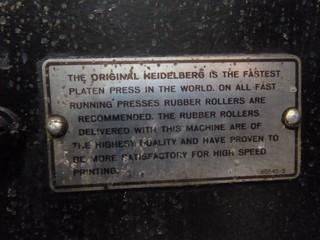 THE ORIGINAL HEIDELBERG IS THE FASTEST
PLATEN PRESS IN THE WORLD. ON ALL FAST
RUNNING PRESSES RUBBER ROLLERS ARE
RECOMMENDED. THE RUBBER ROLLERS
DELIVERED WITH THIS MACHINE ARE OF
THE HIGHEST QUALITY AND HAVE PROVEN TO
BE MORE SATISFACTORY FOR HIGH SPEED
PRINTING.